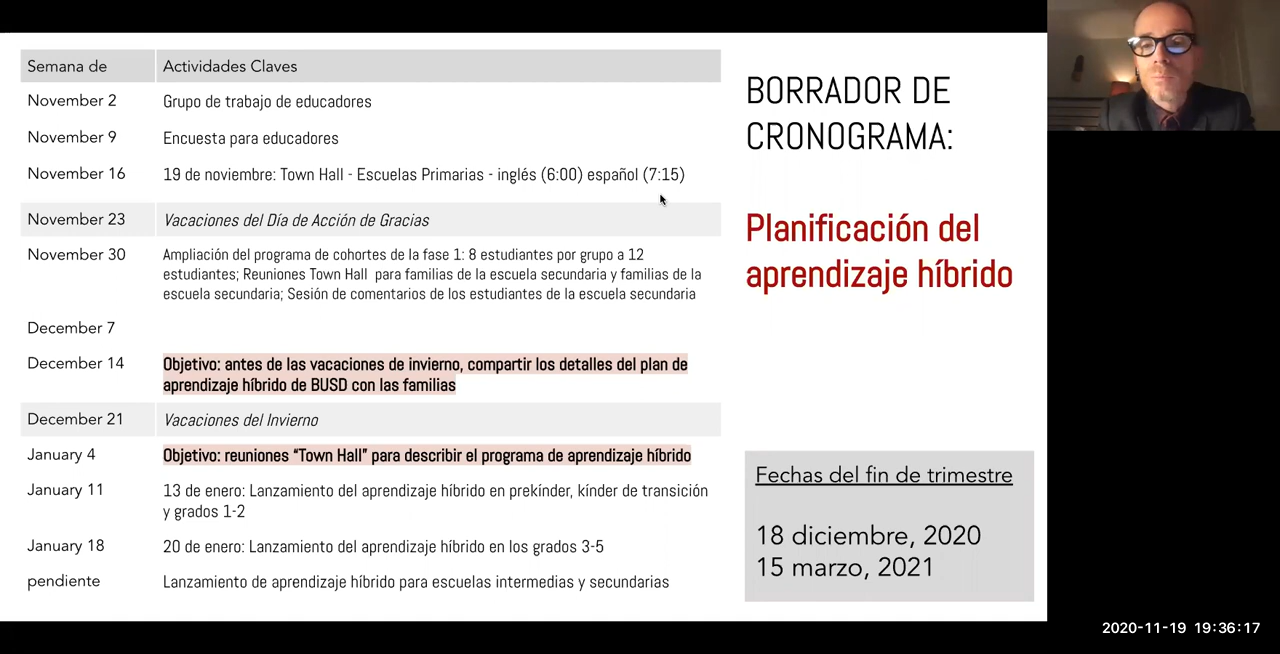 Semana de Actividades Claves
November 2 Grupo de trabajo de educadores
November 9 Encuesta para educadores
November 16 19 de noviembre: Town Hall - Escuelas Primarias - inglés (6:00) español (7:15)
November 23 Vacaciones del Día de Acción de Gracias
November 30 Ampliación del programa de cohortes de la fase 1: 8 estudiantes por grupo a 12
estudiantes; Reuniones Town Hall para familias de la escuela secundaria y familias de la
escuela secundaria; Sesión de comentarios de los estudiantes de la escuela secundaria
December 7
December 14 Objetivo: antes de las vacaciones de invierno, compartir los detalles del plan de
aprendizaje híbrido de BUSD con las familias
December 21 Vacaciones del Invierno
January 4 Objetivo: reuniones “Town Hall” para describir el programa de aprendizaje híbrido
January 11 13 de enero: Lanzamiento del aprendizaje híbrido en prekínder, kínder de transición
y grados 1-2
January 18 20 de enero: Lanzamiento del aprendizaje híbrido en los grados 3-5
pendiente Lanzamiento de aprendizaje híbrido para escuelas intermedias y secundarias
BORRADOR DE
CRONOGRAMA:
Planificación del
aprendizaje híbrido
Fechas del fin de trimestre
18 diciembre, 2020
15 marzo, 2021
2020-11-19 19:36:17